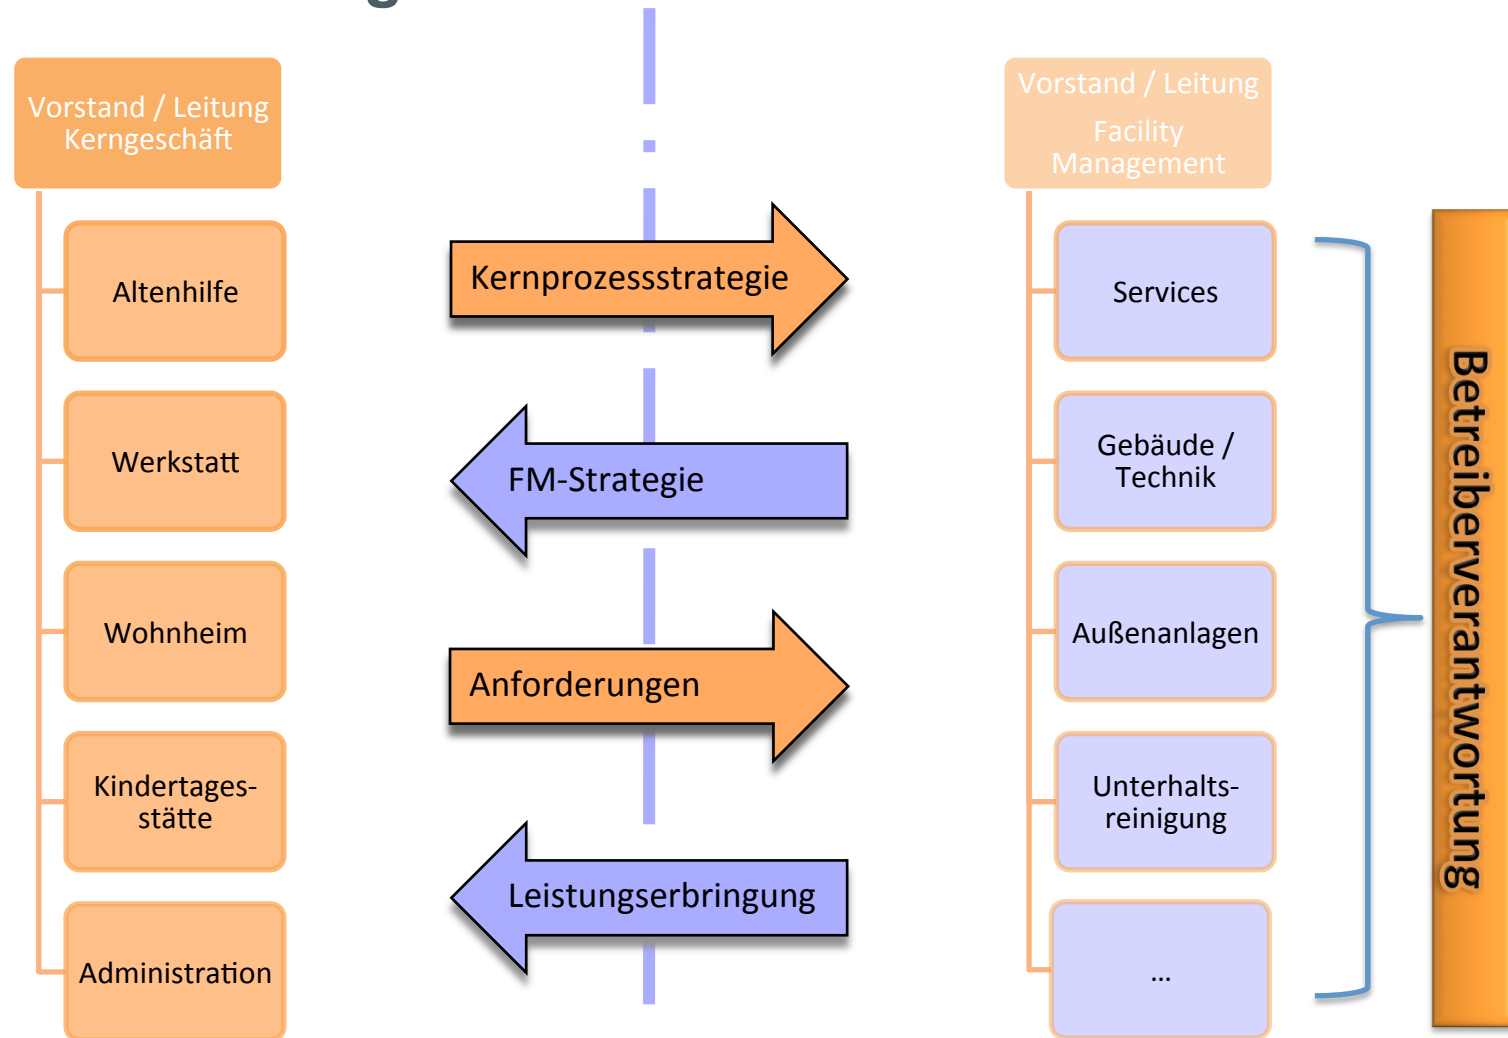 Vorstand / Leitung
Kerngeschäft
Altenhilfe
Werkstatt
Wohnheim
Kindertages-
stätte
Administration
Kernprozessstrategie
FM-Strategie
Anforderungen
Leistungserbringung
Vorstand / Leitung
Facility
Management
Services
Gebäude /
Technik
Außenanlagen
Unterhalts-
reinigung
...
Betreiberverantwortung